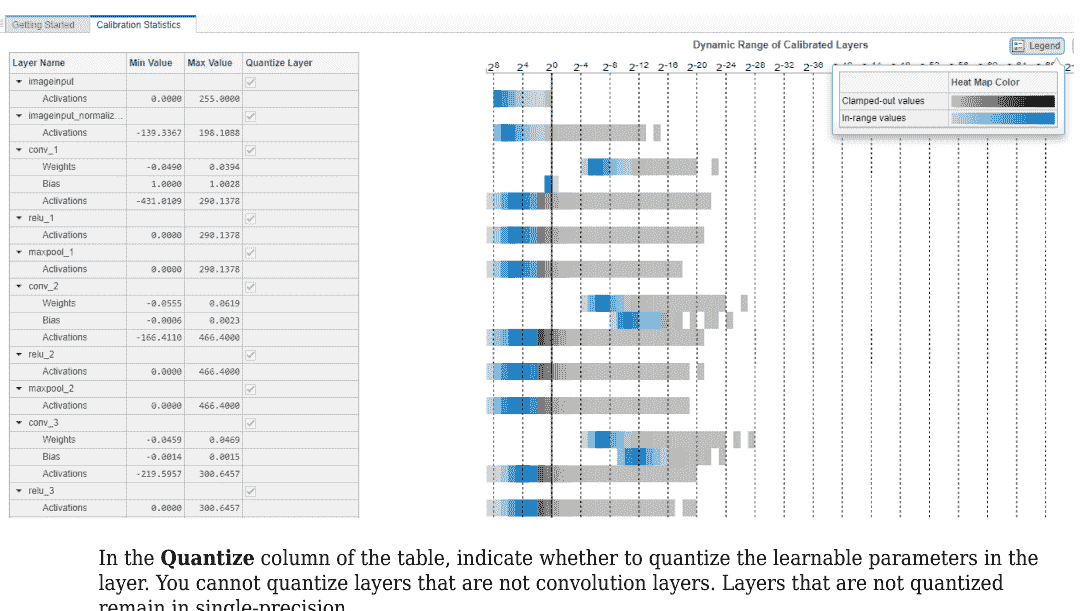 Getting Started Calibration Statistics
Dynamic Range of Calibrated Layers
Legend
Layer Name Min Value Max Value Quantize Layer
2^8 2^4 2^0 2^-4 2^-8 2^-12 2^-16 2^-20 2^-24 2^-28 2^-32 2^-36
Heat Map Color
Clamped-out values
In-range values
imageinput
Activations 0.0000 255.0000
imageinput_normaliz...
Activations -139.3367 198.1088
conv_1
Weights -0.0490 0.0394
Bias 1.0000 1.0028
Activations -431.0109 290.1378
relu_1
Activations 0.0000 290.1378
maxpool_1
Activations 0.0000 290.1378
conv_2
Weights -0.0555 0.0619
Bias -0.0006 0.0023
Activations -166.4110 466.4000
relu_2
Activations 0.0000 466.4000
maxpool_2
Activations 0.0000 466.4000
conv_3
Weights -0.0459 0.0469
Bias -0.0014 0.0015
Activations -219.5957 300.6457
relu_3
Activations 0.0000 300.6457
In the Quantize column of the table, indicate whether to quantize the learnable parameters in the
layer. You cannot quantize layers that are not convolution layers. Layers that are not quantized
remain in single-precision.